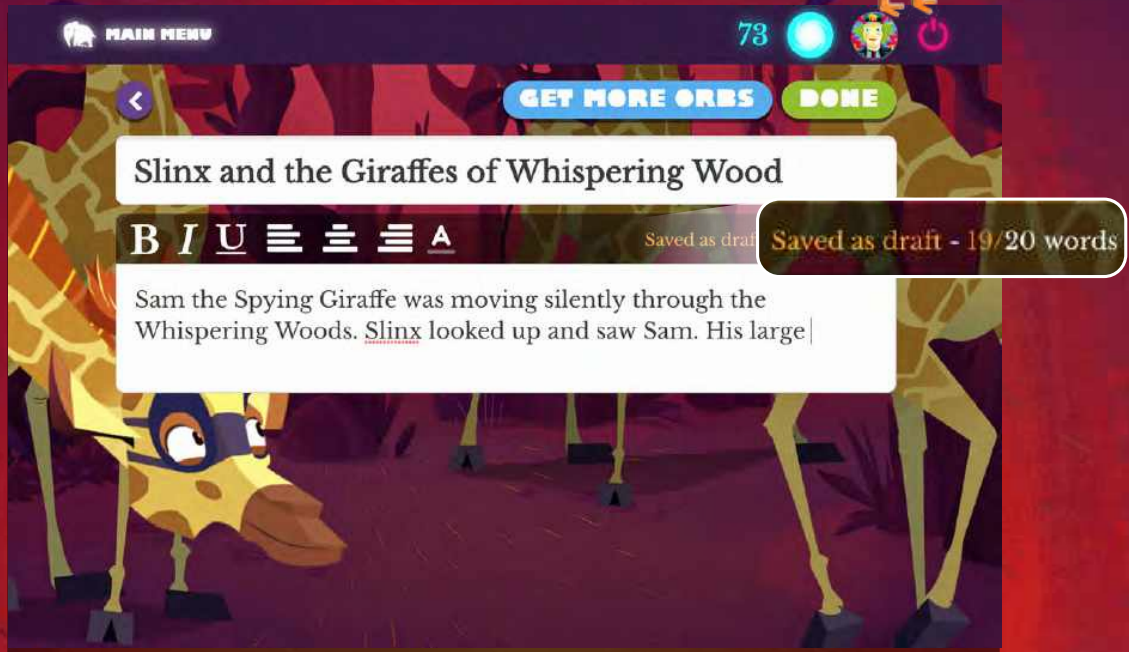 MAIN MENU
73
GET MORE ORBS
DONE
Slinx and the Giraffes of Whispering Wood
B I U A
Saved as draf
Saved as draft - 19/20 words
Sam the Spying Giraffe was moving silently through the
Whispering Woods. Slinx looked up and saw Sam. His large